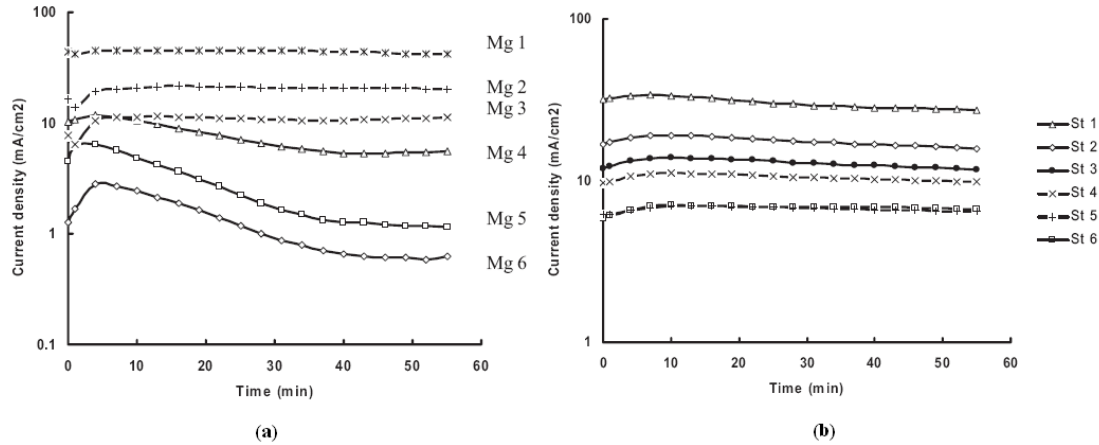 100
10
1
0.1
Current density (mA/cm2)
0 10 20 30 40 50 60
Time (min)
Mg 1
Mg 2
Mg 3
Mg 4
Mg 5
Mg 6
(a)
100
10
1
Current density (mA/cm2)
0 10 20 30 40 50 60
Time (min)
St 1
St 2
St 3
St 4
St 5
St 6
(b)